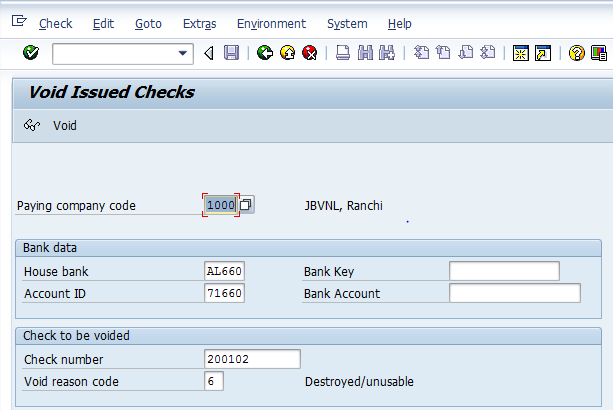 Check Edit Goto Extras Environment System Help
Void Issued Checks
Void
Paying company code 1000 JBVNL, Ranchi
Bank data
House bank AL660 Bank Key
Account ID 71660 Bank Account
Check to be voided
Check number 200102
Void reason code 6 Destroyed/unusable